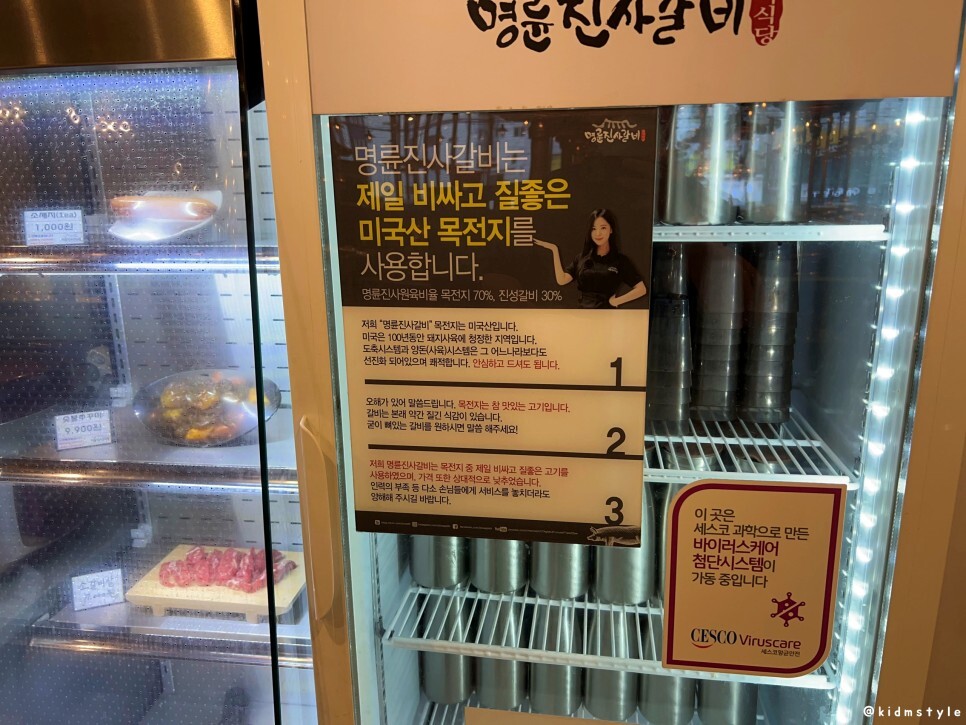 명륜진사갈비
식당
명륜진사갈비
명륜진사갈비는
제일 비싸고 질좋은
미국산 목전지를
사용합니다.
명륜진사원육비율 목전지 70%, 진성갈비 30%
저희 "명륜진사갈비" 목전지는 미국산입니다.
미국은 100년동안 돼지사육에 청정한 지역입니다.
도축시스템과 양돈(사육)시스템은 그 어느나라보다도
선진화 되어있으며 쾌적합니다. 안심하고 드셔도 됩니다.
1
오해가 있어 말씀드립니다. 목전지는 참 맛있는 고기입니다.
갈비는 본래 약간 질긴 식감이 있습니다.
굳이 뼈있는 갈비를 원하시면 말씀 해주세요!
2
저희 명륜진사갈비는 목전지 중 제일 비싸고 질좋은 고기를
사용하였으며, 가격 또한 상대적으로 낮추었습니다.
인력의 부족 등 다소 손님들에게 서비스를 놓치더라도
양해해 주시길 바랍니다.
3
이 곳은
세스코 과학으로 만든
바이러스케어
첨단시스템이
가동 중입니다
CESCO Viruscare
세스코항균안전
1,000원
@kidmstyle